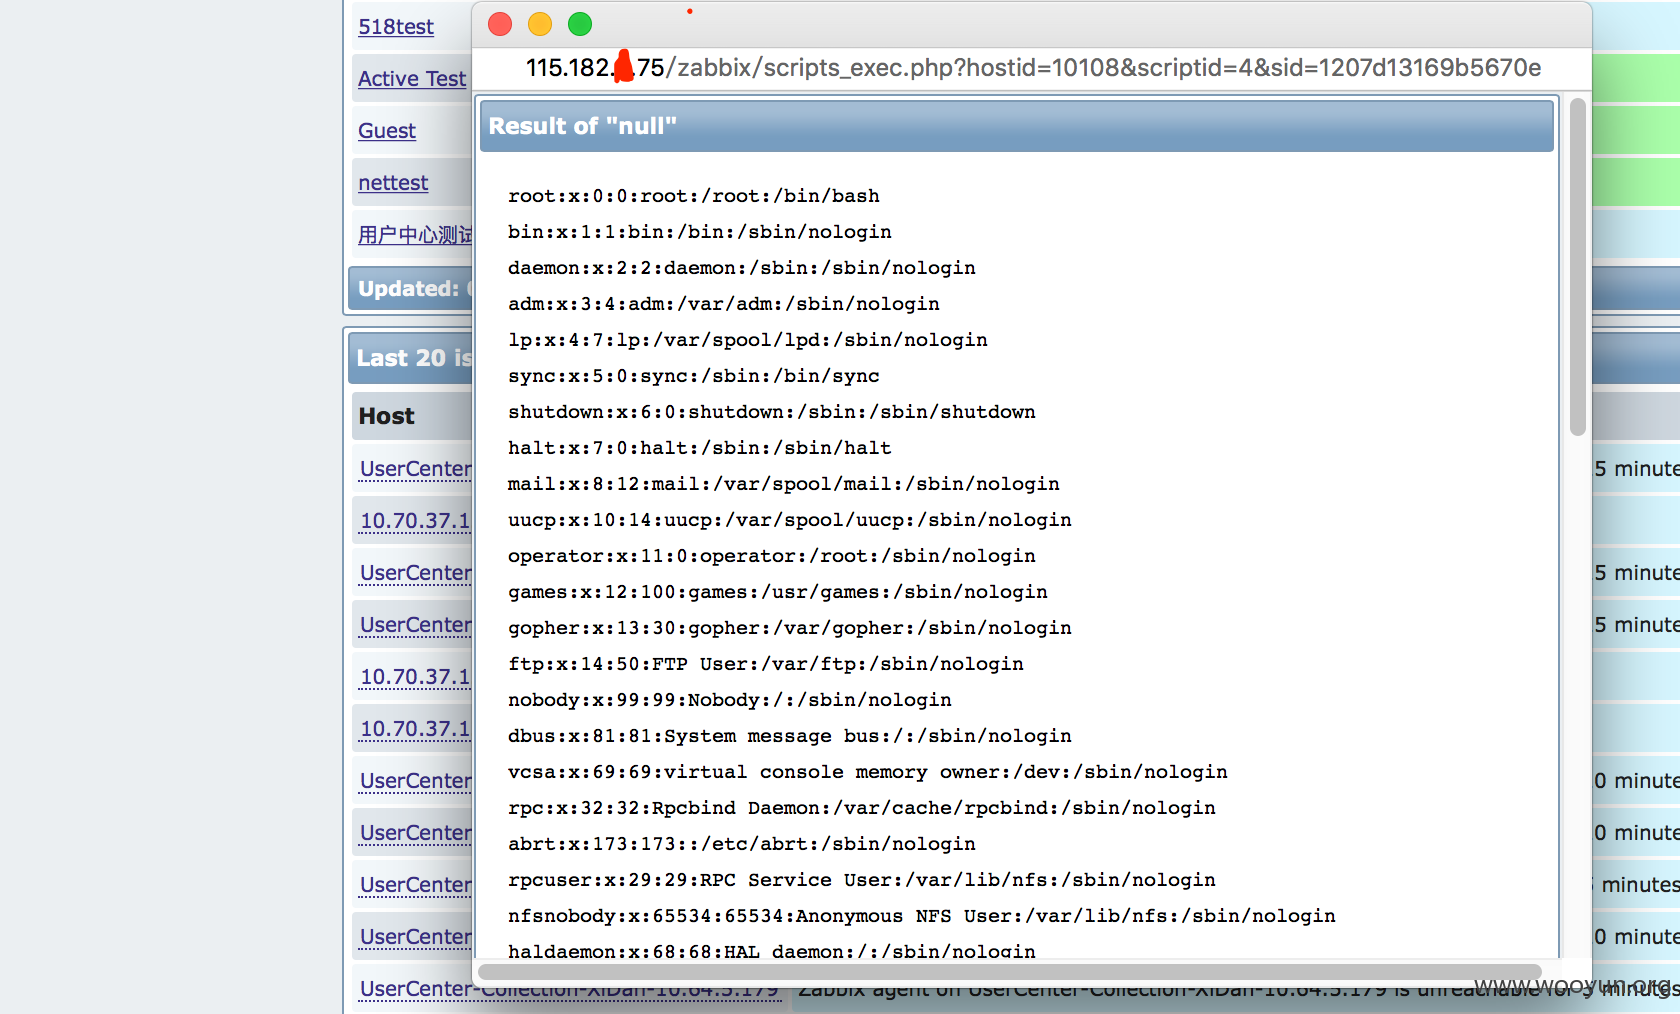 518test
Active Test
Guest
nettest
用户中心测试
Updated:
Last 20 is
Host
UserCenter
10.70.37.1
UserCenter
UserCenter
10.70.37.1
10.70.37.1
UserCenter
UserCenter
UserCenter
UserCenter
UserCenter-Collection-XiDan-10.64.5.179 Zabbix agent on UserCenter-Collection-XiDan-10.64.5.179 is unreachable for 5 minutes
115.182. .75/zabbix/scripts_exec.php?hostid=10108&scriptid=4&sid=1207d13169b5670e
Result of "null"
root:x:0:0:root:/root:/bin/bash
bin:x:1:1:bin:/bin:/sbin/nologin
daemon:x:2:2:daemon:/sbin:/sbin/nologin
adm:x:3:4:adm:/var/adm:/sbin/nologin
lp:x:4:7:lp:/var/spool/lpd:/sbin/nologin
sync:x:5:0:sync:/sbin:/bin/sync
shutdown:x:6:0:shutdown:/sbin:/sbin/shutdown
halt:x:7:0:halt:/sbin:/sbin/halt
mail:x:8:12:mail:/var/spool/mail:/sbin/nologin
uucp:x:10:14:uucp:/var/spool/uucp:/sbin/nologin
operator:x:11:0:operator:/root:/sbin/nologin
games:x:12:100:games:/usr/games:/sbin/nologin
gopher:x:13:30:gopher:/var/gopher:/sbin/nologin
ftp:x:14:50:FTP User:/var/ftp:/sbin/nologin
nobody:x:99:99:Nobody:/:/sbin/nologin
dbus:x:81:81:System message bus:/:/sbin/nologin
vcsa:x:69:69:virtual console memory owner:/dev:/sbin/nologin
rpc:x:32:32:Rpcbind Daemon:/var/cache/rpcbind:/sbin/nologin
abrt:x:173:173::/etc/abrt:/sbin/nologin
rpcuser:x:29:29:RPC Service User:/var/lib/nfs:/sbin/nologin
nfsnobody:x:65534:65534:Anonymous NFS User:/var/lib/nfs:/sbin/nologin
haldaemon:x:68:68:HAL daemon:/:/sbin/nologin
5 minute
5 minute
5 minute
0 minute
0 minute
minutes
0 minute
www.wooyun.org